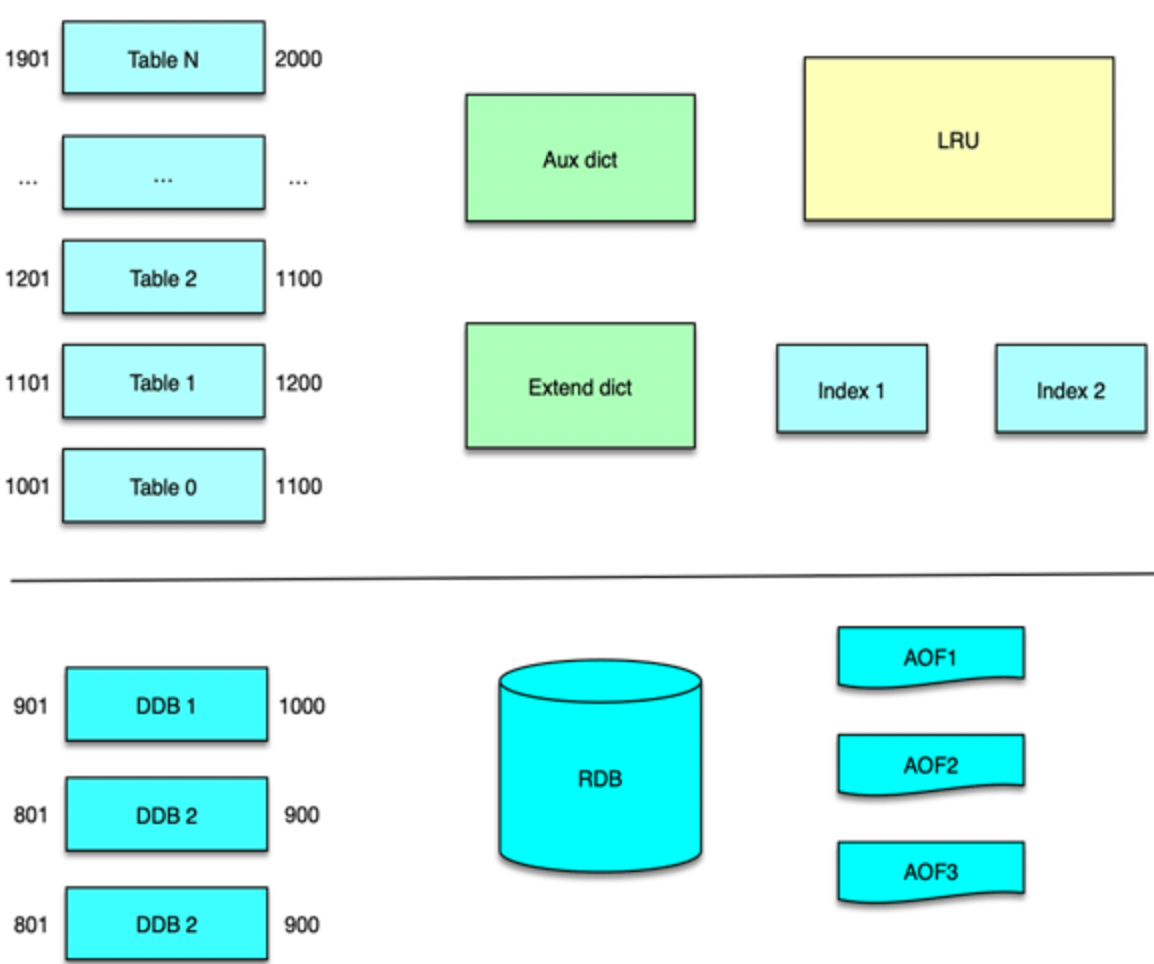 1901 Table N 2000
Aux dict
LRU
... ... ...
1201 Table 2 1100
1101 Table 1 1200
Extend dict
Index 1
Index 2
1001 Table 0 1100
AOF1
901 DDB 1 1000
RDB
AOF2
801 DDB 2 900
AOF3
801 DDB 2 900